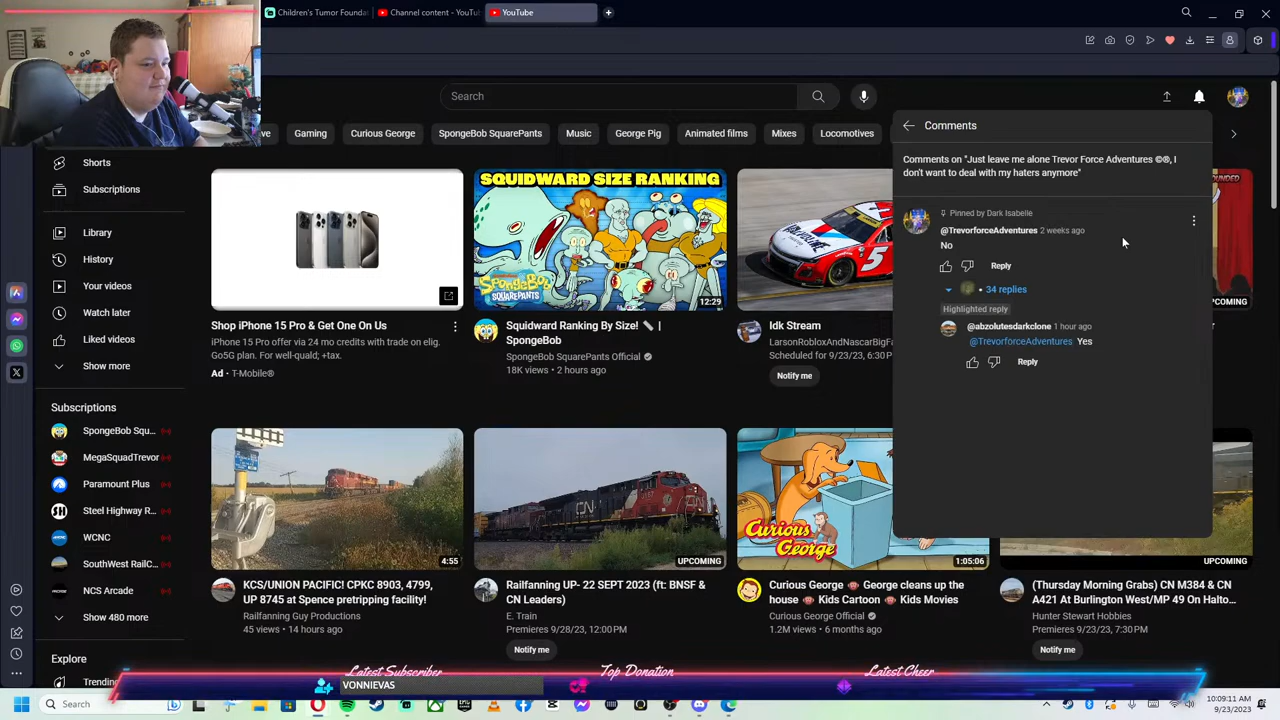 Children's Tumor Founda
Channel content - YouTu
YouTube
Search
ve
Gaming
Curious George
SpongeBob SquarePants
Music
George Pig
Animated films
Mixes
Locomotives
Comments
Comments on "Just leave me alone Trevor Force Adventures ©®, I
don't want to deal with my haters anymore"
Pinned by Dark Isabelle
@TrevorforceAdventures 2 weeks ago
No
Reply
• 34 replies
Highlighted reply
@abzolutesdarkclone 1 hour ago
@TrevorforceAdventures Yes
Reply
Shorts
Subscriptions
Library
History
Your videos
Watch later
Liked videos
Show more
Subscriptions
SpongeBob Squ...
MegaSquadTrevor
Paramount Plus
Steel Highway R...
WCNC
SouthWest RailC...
NCS Arcade
Show 480 more
Explore
Trending
SQUIDWARD SIZE RANKING
SpongeBob
SQUAREPANTS
12:29
5
UPCOMING
Shop iPhone 15 Pro & Get One On Us
iPhone 15 Pro offer via 24 mo credits with trade on elig.
Go5G plan. For well-quald; +tax.
Ad • T-Mobile®
Squidward Ranking By Size! 📏 |
SpongeBob
SpongeBob SquarePants Official
18K views • 2 hours ago
Idk Stream
LarsonRobloxAndNascarBigFa
Scheduled for 9/23/23, 6:30 P
Notify me
4:55
CN
UPCOMING
Curious
George
1:05:06
UPCOMING
KCS/UNION PACIFIC! CPKC 8903, 4799,
UP 8745 at Spence pretripping facility!
Railfanning Guy Productions
45 views • 14 hours ago
Railfanning UP- 22 SEPT 2023 (ft: BNSF &
CN Leaders)
E. Train
Premieres 9/28/23, 12:00 PM
Notify me
Curious George 🐵 George cleans up the
house 🐵 Kids Cartoon 🐵 Kids Movies
Curious George Official
1.2M views • 6 months ago
(Thursday Morning Grabs) CN M384 & CN
A421 At Burlington West/MP 49 On Halto...
Hunter Stewart Hobbies
Premieres 9/23/23, 7:30 PM
Notify me
Latest Subscriber
VONNIEVAS
Top Donation
Latest Cheer
Search
10:09:11 AM
9/23/2023